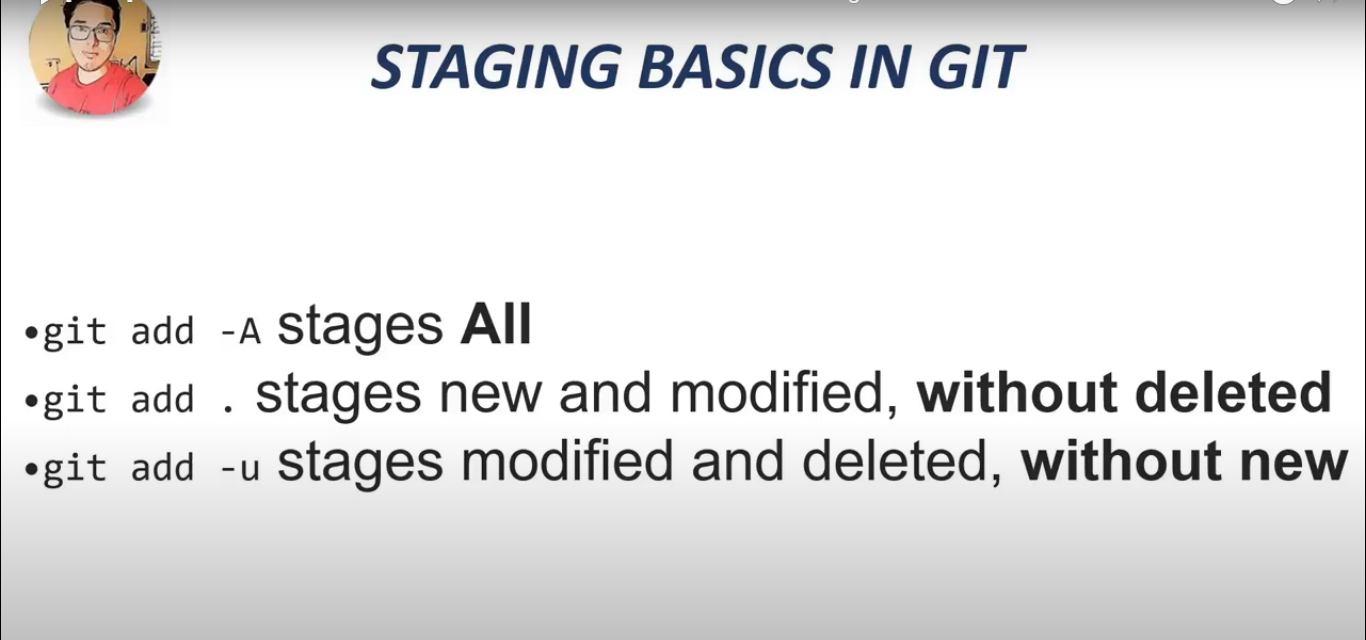 STAGING BASICS IN GIT
•git add -A stages All
•git add . stages new and modified, without deleted
•git add -u stages modified and deleted, without new